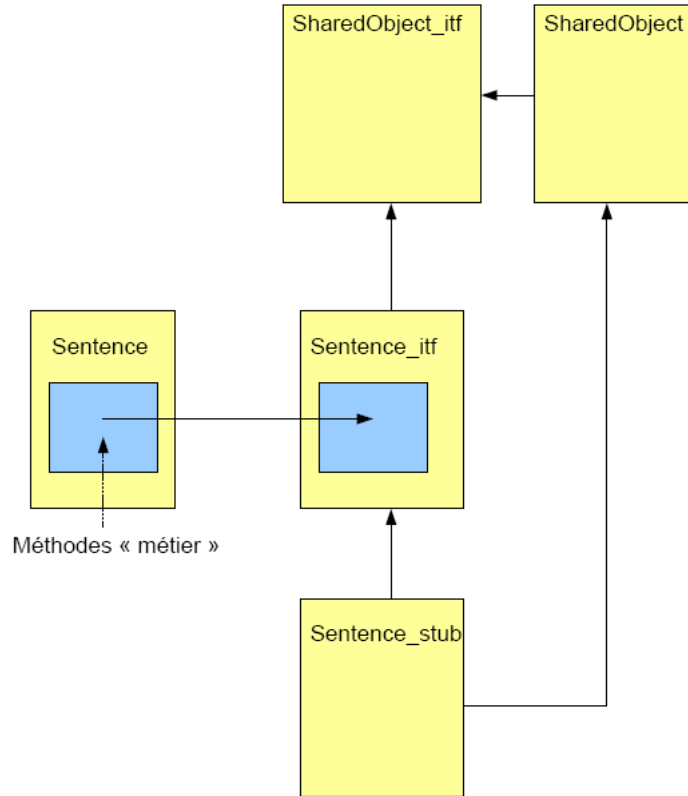 SharedObject_itf
SharedObject
Sentence
Sentence_itf
Méthodes « métier »
Sentence_stub